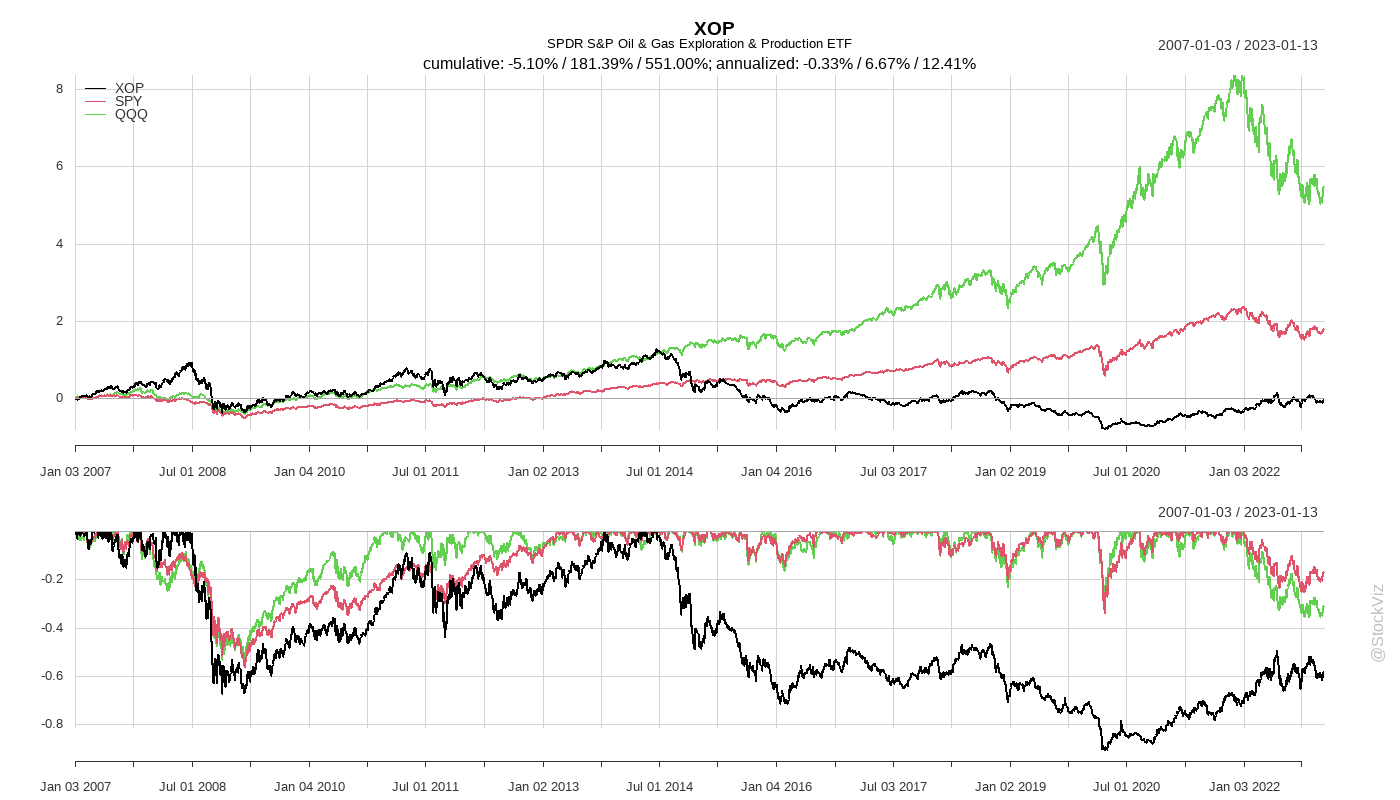 XOP
SPDR S&P Oil & Gas Exploration & Production ETF
2007-01-03 / 2023-01-13
cumulative: -5.10% / 181.39% / 551.00%; annualized: -0.33% / 6.67% / 12.41%
XOP
SPY
QQQ
8
6
4
2
0
Jan 03 2007 Jul 01 2008 Jan 04 2010 Jul 01 2011 Jan 02 2013 Jul 01 2014 Jan 04 2016 Jul 03 2017 Jan 02 2019 Jul 01 2020 Jan 03 2022
2007-01-03 / 2023-01-13
-0.2
-0.4
-0.6
-0.8
Jan 03 2007 Jul 01 2008 Jan 04 2010 Jul 01 2011 Jan 02 2013 Jul 01 2014 Jan 04 2016 Jul 03 2017 Jan 02 2019 Jul 01 2020 Jan 03 2022
@StockViz